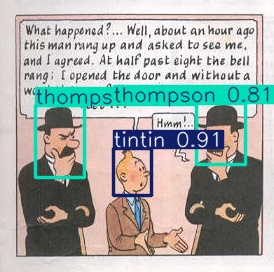 What happened?... Well, about an hour ago
this man rang up and asked to see me,
and I agreed. At half past eight the bell
rang; I opened the door and without a
thompson 0.81
Hmm!..
tintin 0.91